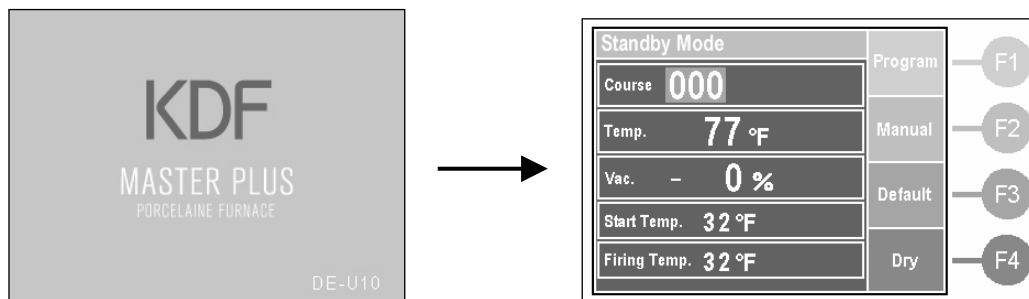 KDF
MASTER PLUS
PORCELAINE FURNACE
DE-U10
Standby Mode
Course 000
Temp. 77 °F
Vac. – 0 %
Start Temp. 32 °F
Firing Temp. 32 °F
Program
Manual
Default
Dry
F1
F2
F3
F4